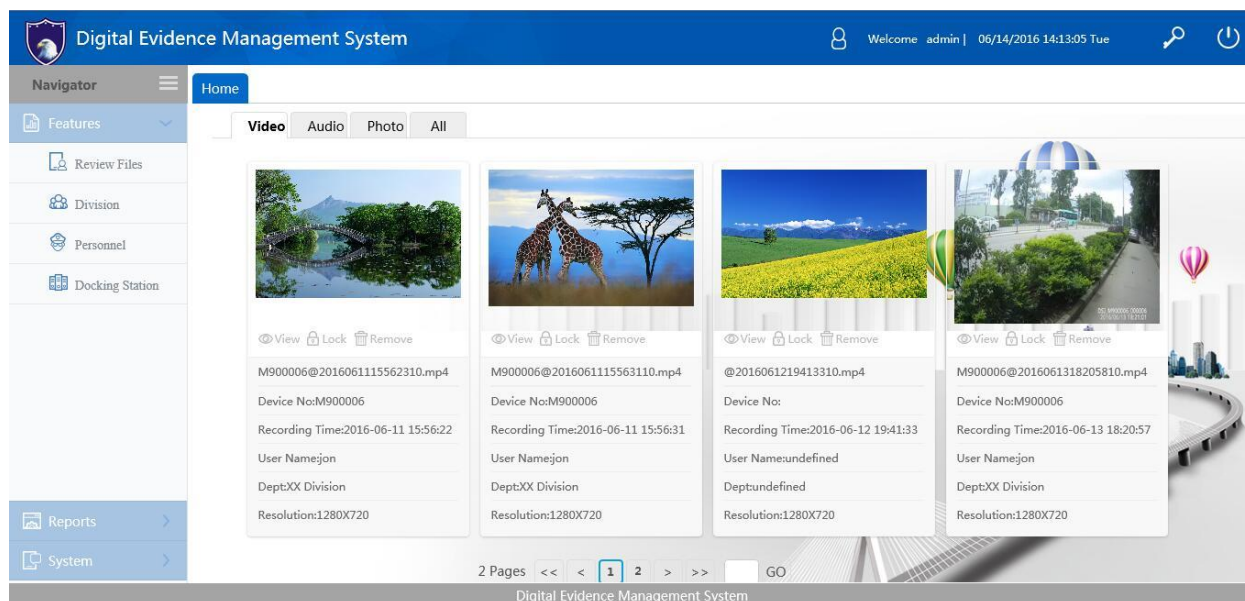 Digital Evidence Management System
Welcome admin | 06/14/2016 14:13:05 Tue
Navigator
Home
Features
Video Audio Photo All
Review Files
Division
Personnel
Docking Station
Reports
System
View Lock Remove
M900006@2016061115562310.mp4
Device No:M900006
Recording Time:2016-06-11 15:56:22
User Name:jon
Dept:XX Division
Resolution:1280X720
View Lock Remove
M900006@2016061115563110.mp4
Device No:M900006
Recording Time:2016-06-11 15:56:31
User Name:jon
Dept:XX Division
Resolution:1280X720
View Lock Remove
@2016061219413310.mp4
Device No:
Recording Time:2016-06-12 19:41:33
User Name:undefined
Dept:undefined
Resolution:1280X720
View Lock Remove
M900006@2016061318205810.mp4
Device No:M900006
Recording Time:2016-06-13 18:20:57
User Name:jon
Dept:XX Division
Resolution:1280X720
2 Pages << < 1 2 > >> GO
Digital Evidence Management System